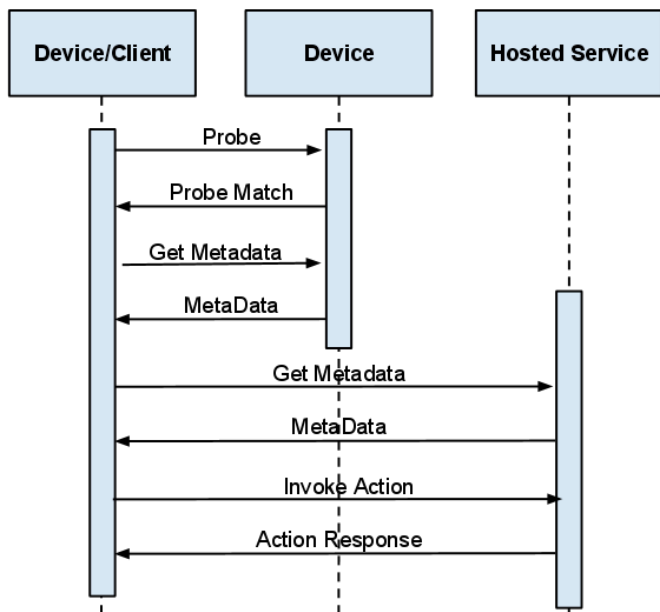 Device/Client
Device
Hosted Service
Probe
Probe Match
Get Metadata
MetaData
Get Metadata
MetaData
Invoke Action
Action Response